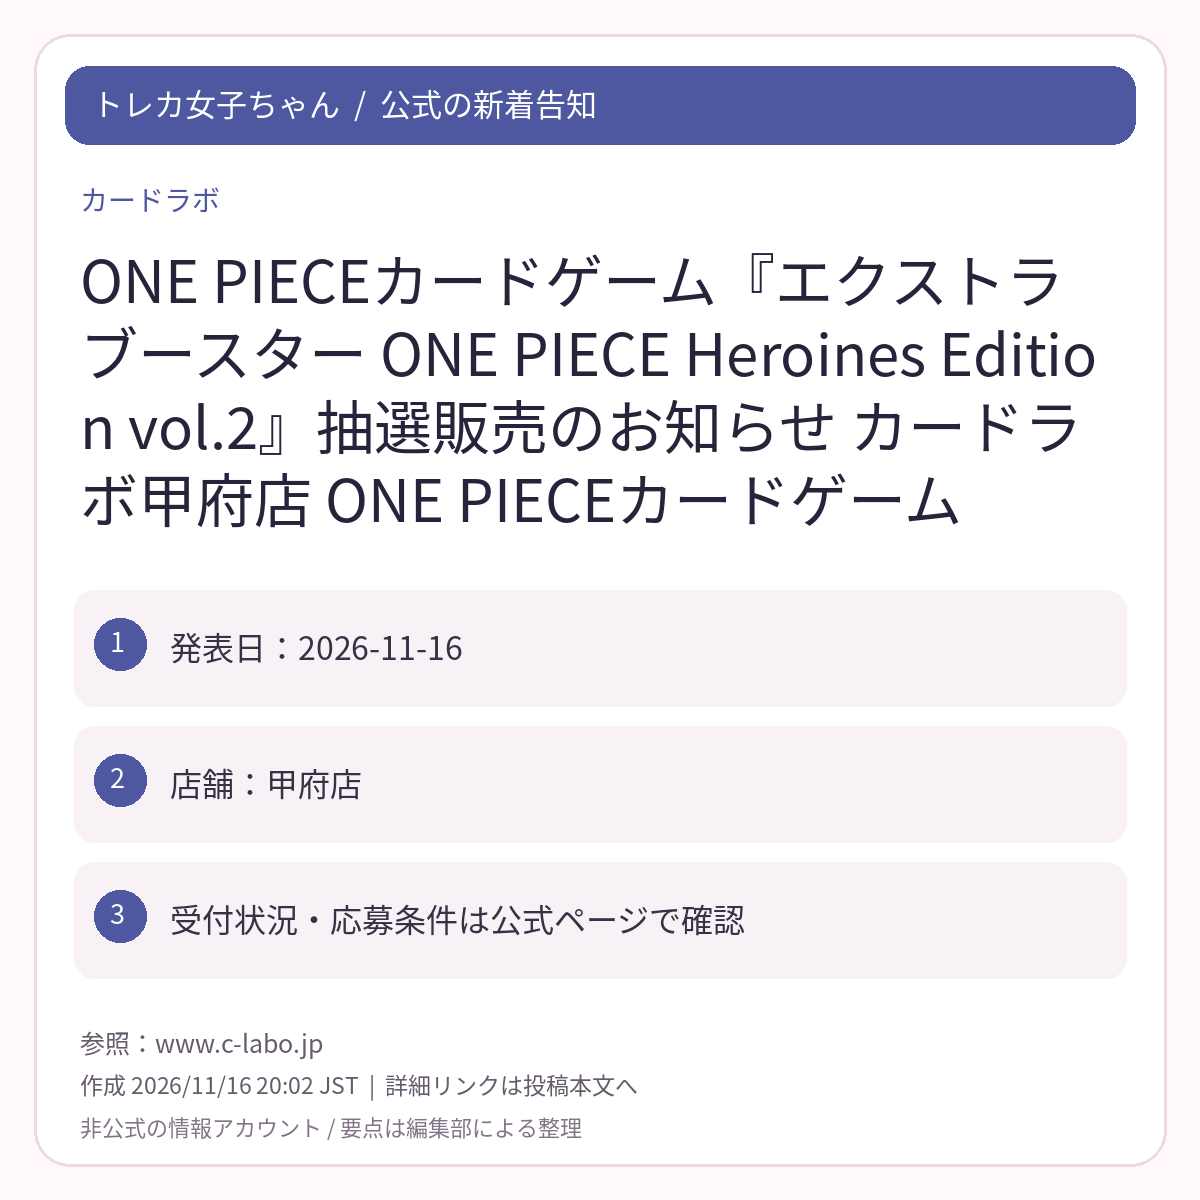 トレカ女子ちゃん / 公式の新着告知
カードラボ
ONE PIECEカードゲーム『エクストラ
ブースター ONE PIECE Heroines Editio
n vol.2』抽選販売のお知らせ カードラ
ボ甲府店 ONE PIECEカードゲーム
1 発表日：2026-11-16
2 店舗：甲府店
3 受付状況・応募条件は公式ページで確認
参照：www.c-labo.jp
作成 2026/11/16 20:02 JST｜詳細リンクは投稿本文へ
非公式の情報アカウント / 要点は編集部による整理